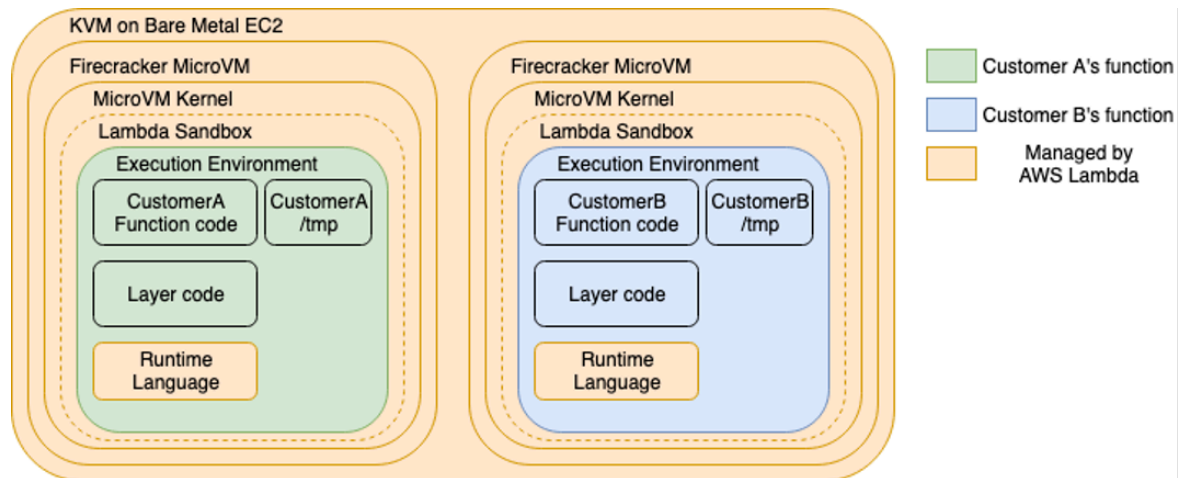 KVM on Bare Metal EC2
Firecracker MicroVM
MicroVM Kernel
Lambda Sandbox
Execution Environment
CustomerA
Function code
CustomerA
/tmp
Layer code
Runtime
Language
Firecracker MicroVM
MicroVM Kernel
Lambda Sandbox
Execution Environment
CustomerB
Function code
CustomerB
/tmp
Layer code
Runtime
Language
Customer A's function
Customer B's function
Managed by
AWS Lambda